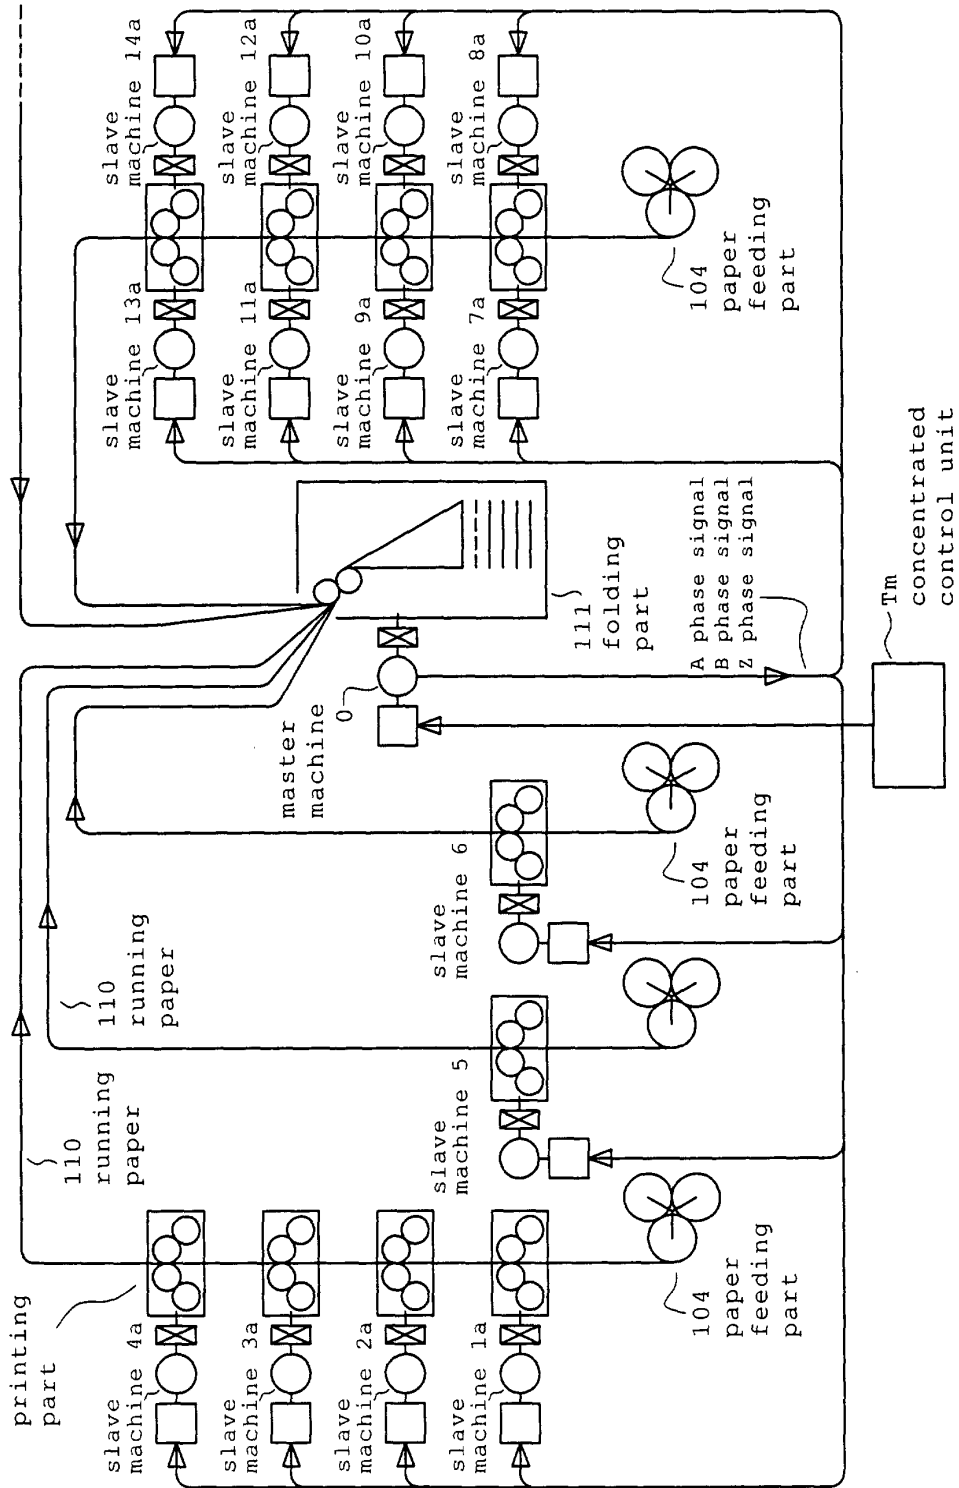 printing
part
110
running
paper
110
running
paper
slave
machine 4a
slave
machine 3a
slave
machine 2a
slave
machine 1a
104
paper
feeding
part
slave
machine 5
slave
machine 6
104
paper
feeding
part
master
machine
0
111
folding
part
A phase signal
B phase signal
Z phase signal
Tm
concentrated
control unit
slave
machine 13a
slave
machine 11a
slave
machine 9a
slave
machine 7a
slave
machine 14a
slave
machine 12a
slave
machine 10a
slave
machine 8a
104
paper
feeding
part